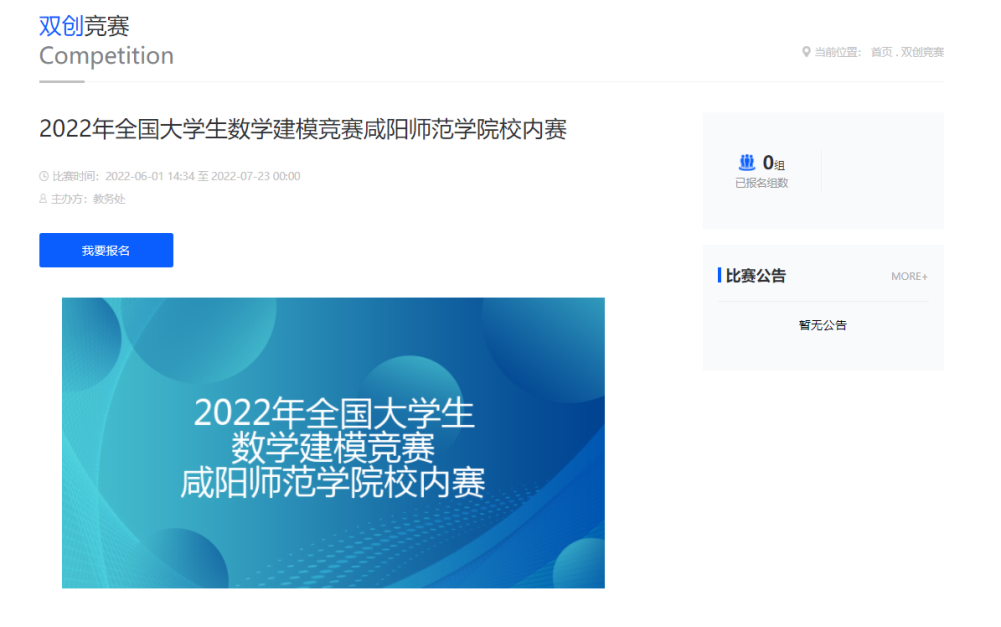 双创竞赛
Competition
当前位置： 首页 . 双创竞赛
2022年全国大学生数学建模竞赛咸阳师范学院校内赛
比赛时间：2022-06-01 14:34 至 2022-07-23 00:00
主办方：教务处
我要报名
0组
已报名组数
比赛公告
MORE+
暂无公告
2022年全国大学生
数学建模竞赛
咸阳师范学院校内赛